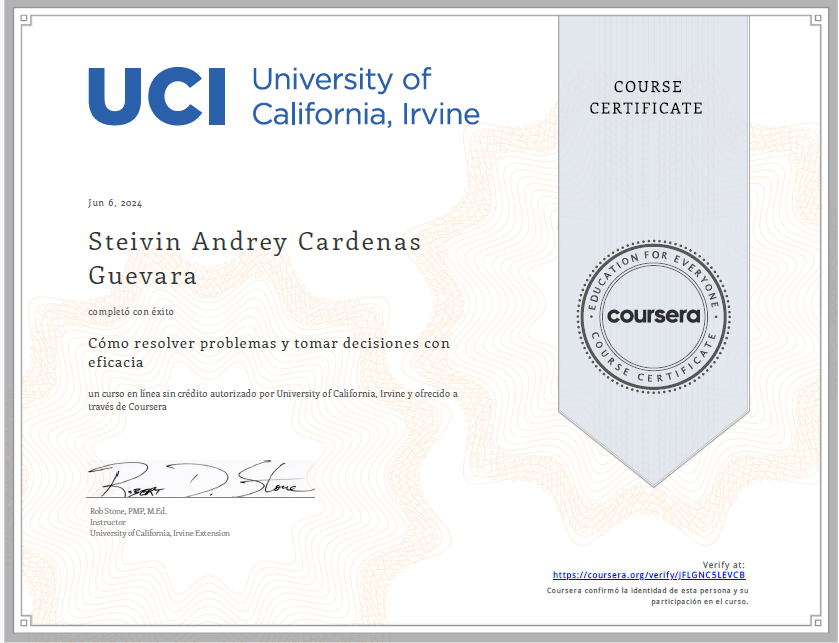 UCI University of
California, Irvine
COURSE
CERTIFICATE
Jun 6, 2024
Steivin Andrey Cardenas
Guevara
completó con éxito
Cómo resolver problemas y tomar decisiones con
eficacia
un curso en línea sin crédito autorizado por University of California, Irvine y ofrecido a
través de Coursera
EDUCATION FOR EVERYONE
coursera
COURSE CERTIFICATE
Robert D. Stone
Rob Stone, PMP, M.Ed.
Instructor
University of California, Irvine Extension
Verify at:
https://coursera.org/verify/JFLGNC5LEVCB
Coursera confirmó la identidad de esta persona y su
participación en el curso.